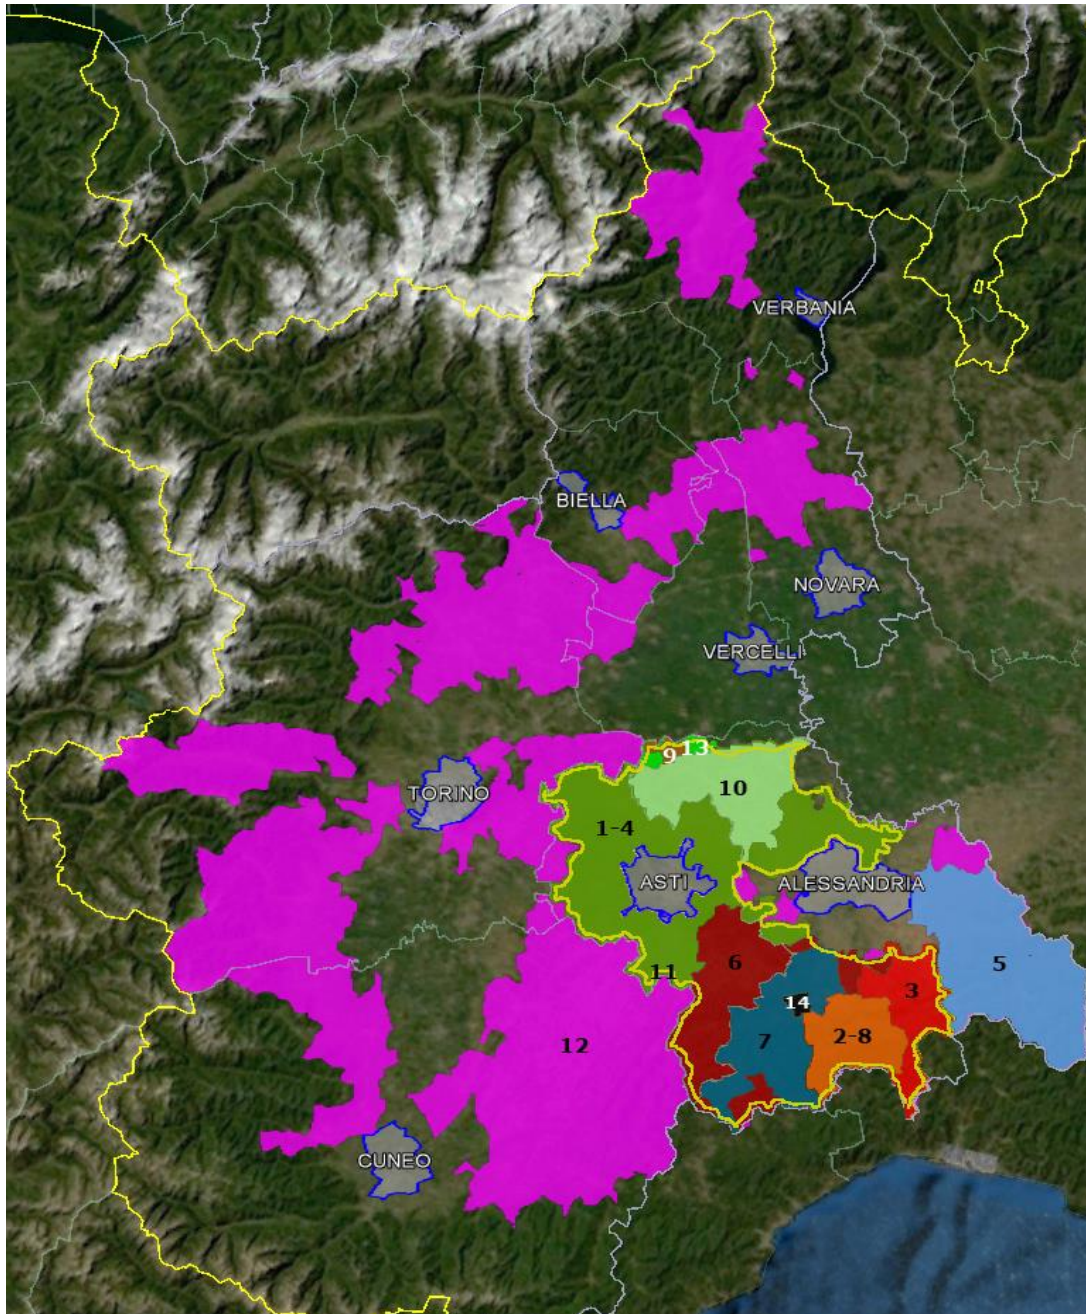 VERBANIA
BIELLA
NOVARA
VERCELLI
9 13
TORINO
10
1-4
ASTI
ALESSANDRIA
6
11
5
3
14
2-8
7
12
CUNEO